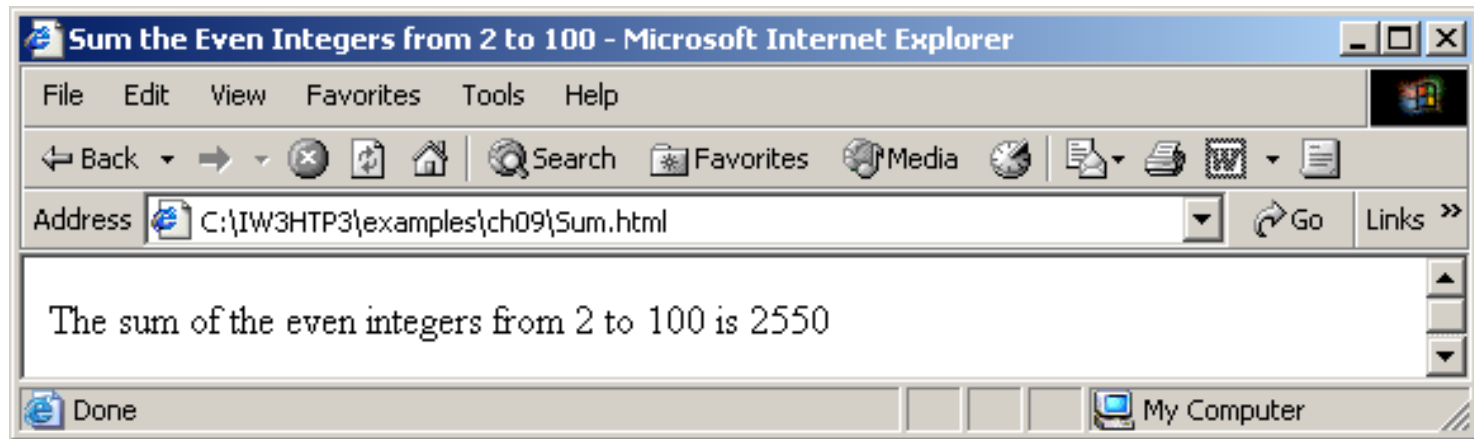 Sum the Even Integers from 2 to 100 - Microsoft Internet Explorer
File Edit View Favorites Tools Help
Back Search Favorites Media W
Address C:\IW3HTP3\examples\ch09\Sum.html Go Links »
The sum of the even integers from 2 to 100 is 2550
Done My Computer